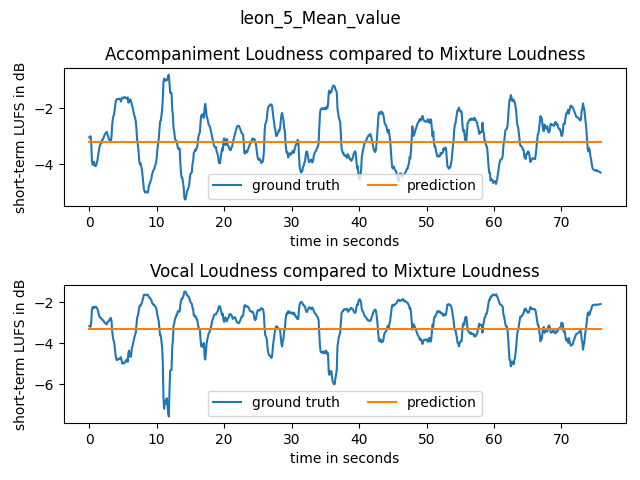 leon_5_Mean_value
Accompaniment Loudness compared to Mixture Loudness
short-term LUFS in dB
−2
−4
ground truth
prediction
0 10 20 30 40 50 60 70
time in seconds
Vocal Loudness compared to Mixture Loudness
short-term LUFS in dB
−2
−4
−6
ground truth
prediction
0 10 20 30 40 50 60 70
time in seconds